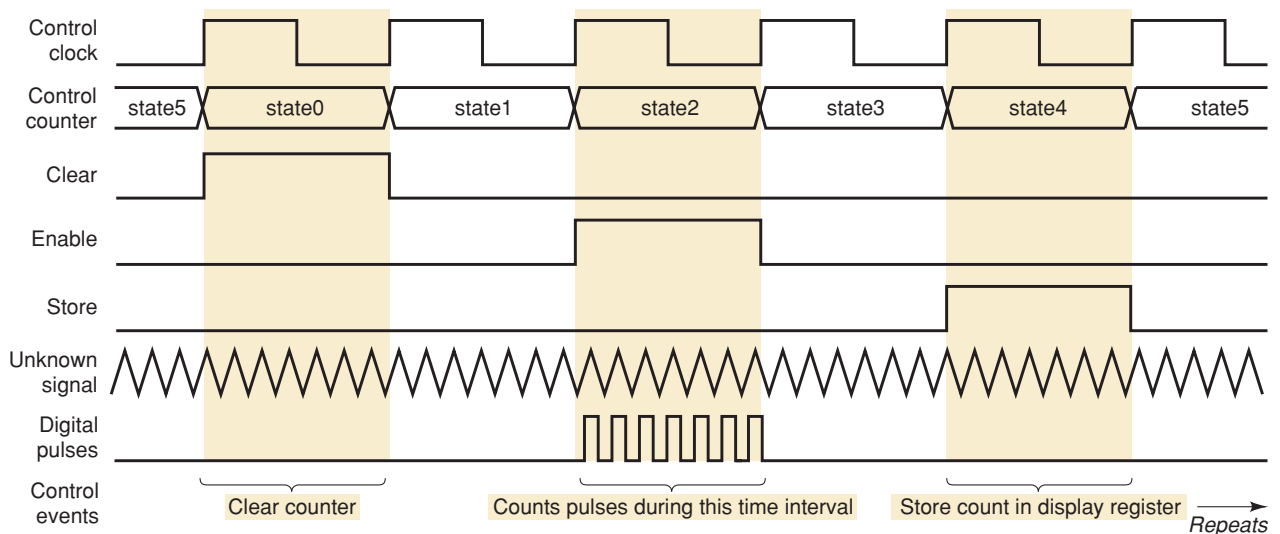 Control
clock
Control
counter
state5 state0 state1 state2 state3 state4 state5
Clear
Enable
Store
Unknown
signal
Digital
pulses
Control
events
Clear counter
Counts pulses during this time interval
Store count in display register
Repeats